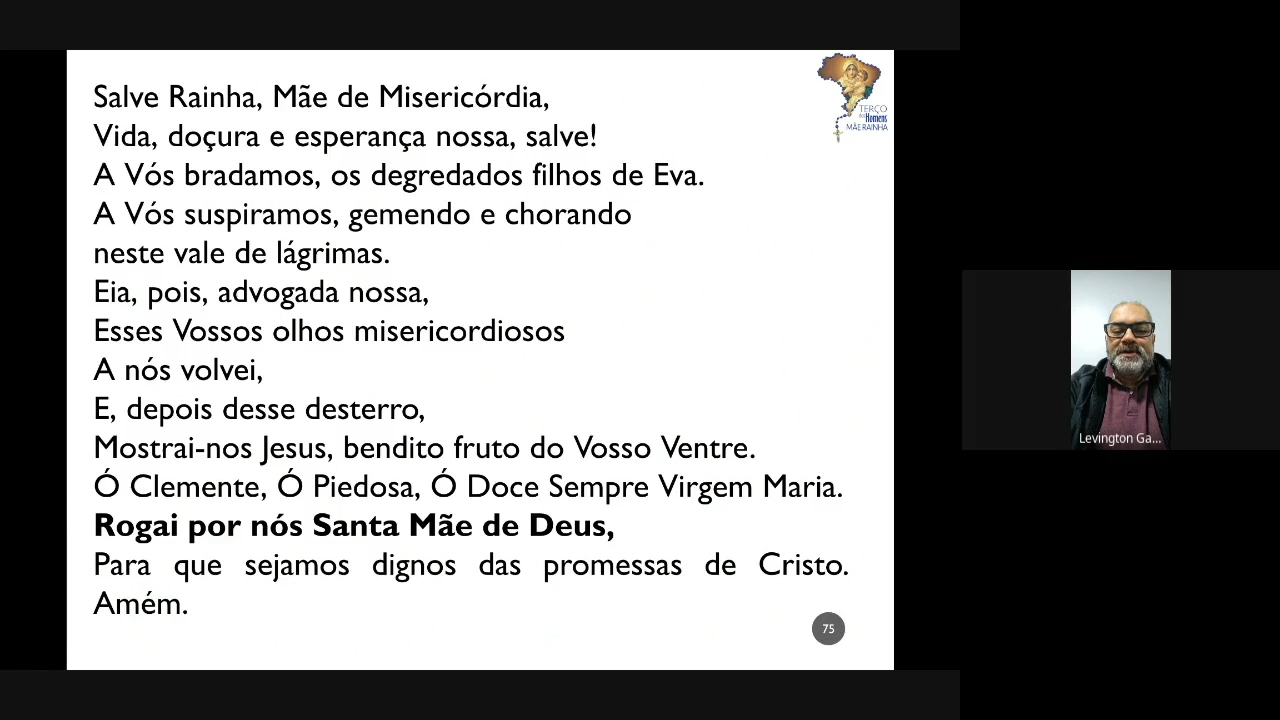 Salve Rainha, Mãe de Misericórdia,
Vida, doçura e esperança nossa, salve!
A Vós bradamos, os degredados filhos de Eva.
A Vós suspiramos, gemendo e chorando
neste vale de lágrimas.
Eia, pois, advogada nossa,
Esses Vossos olhos misericordiosos
A nós volvei,
E, depois desse desterro,
Mostrai-nos Jesus, bendito fruto do Vosso Ventre.
Ó Clemente, Ó Piedosa, Ó Doce Sempre Virgem Maria.
Rogai por nós Santa Mãe de Deus,
Para que sejamos dignos das promessas de Cristo.
Amém.
75
TERÇO
dos Homens
MÃE RAINHA
Levington Ga...